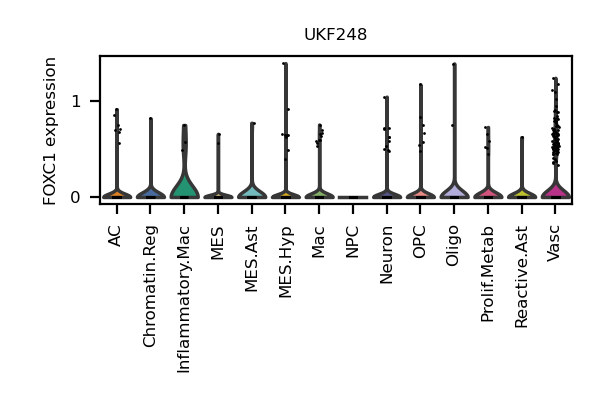 UKF248
FOXC1 expression
1
0
AC
Chromatin.Reg
Inflammatory.Mac
MES
MES.Ast
MES.Hyp
Mac
NPC
Neuron
OPC
Oligo
Prolif.Metab
Reactive.Ast
Vasc